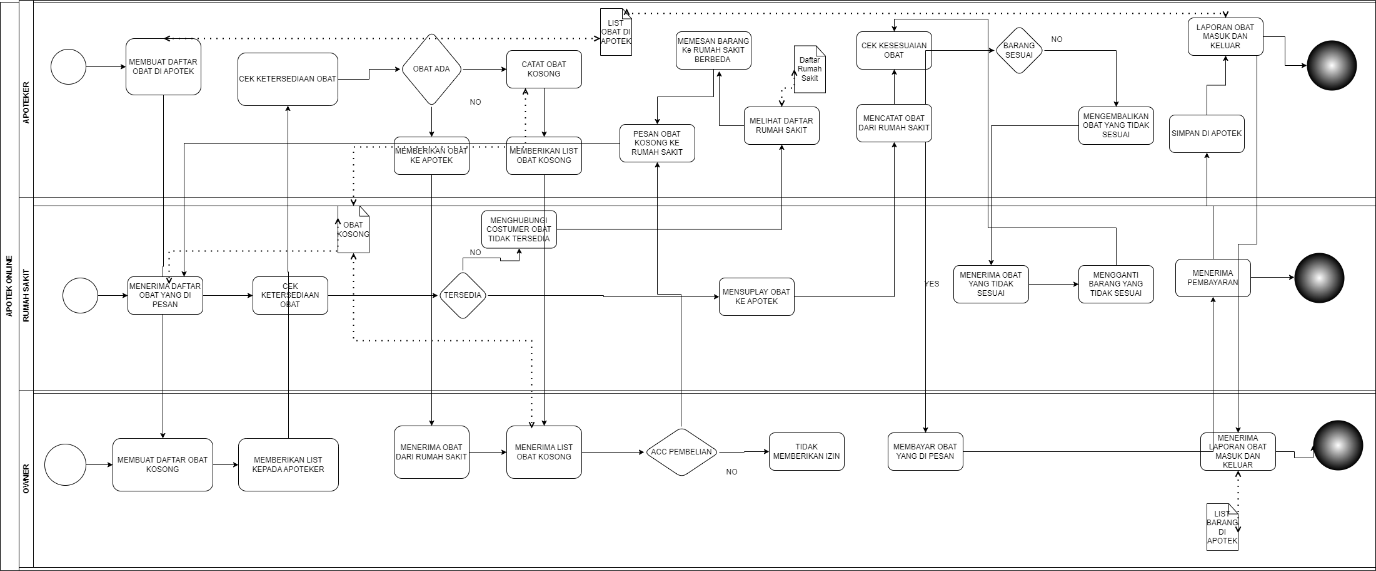 APOTEK ONLINE
APOTEKER
MEMBUAT DAFTAR
OBAT DI APOTEK
CEK KETERSEDIAAN OBAT
OBAT ADA
NO
CATAT OBAT
KOSONG
MEMBERIKAN OBAT
KE APOTEK
MEMBERIKAN LIST
OBAT KOSONG
LIST
OBAT DI
APOTEK
MEMESAN BARANG
Ke RUMAH SAKIT
BERBEDA
PESAN OBAT
KOSONG KE
RUMAH SAKIT
Daftar
Rumah
Sakit
MELIHAT DAFTAR
RUMAH SAKIT
CEK KESESUAIAN
OBAT
MENCATAT OBAT
DARI RUMAH SAKIT
BARANG
SESUAI
NO
MENGEMBALIKAN
OBAT YANG TIDAK
SESUAI
LAPORAN OBAT
MASUK DAN
KELUAR
SIMPAN DI APOTEK
RUMAH SAKIT
MENERIMA DAFTAR
OBAT YANG DI
PESAN
CEK
KETERSEDIAAN
OBAT
OBAT
KOSONG
TERSEDIA
NO
MENGHUBUNGI
COSTUMER OBAT
TIDAK TERSEDIA
MENSUPLAY OBAT
KE APOTEK
YES
MENERIMA OBAT
YANG TIDAK
SESUAI
MENGGANTI
BARANG YANG
TIDAK SESUAI
MENERIMA
PEMBAYARAN
OWNER
MEMBUAT DAFTAR OBAT
KOSONG
MEMBERIKAN LIST
KEPADA APOTEKER
MENERIMA OBAT
DARI RUMAH SAKIT
MENERIMA LIST
OBAT KOSONG
ACC PEMBELIAN
NO
TIDAK
MEMBERIKAN IZIN
MEMBAYAR OBAT
YANG DI PESAN
MENERIMA
LAPORAN OBAT
MASUK DAN
KELUAR
LIST
BARANG
DI
APOTEK